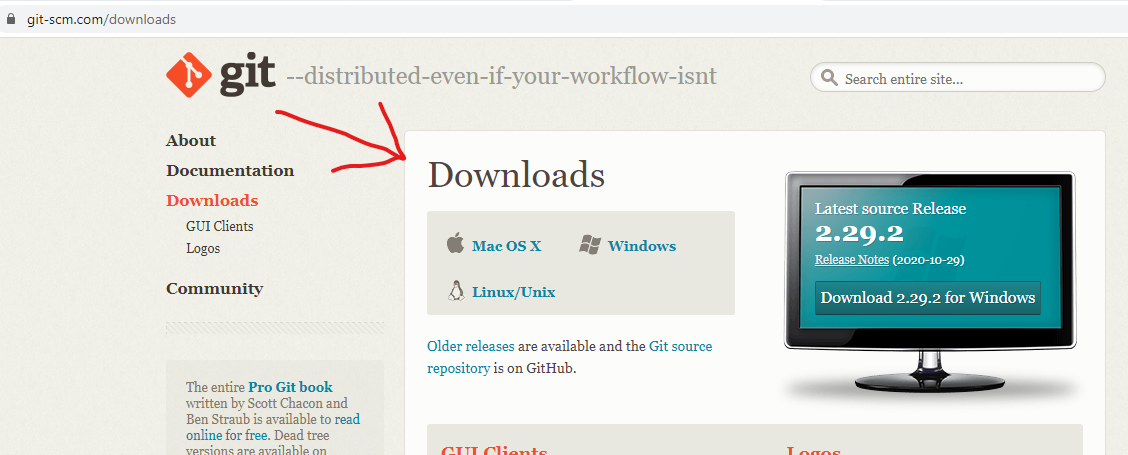 git-scm.com/downloads
git --distributed-even-if-your-workflow-isnt
Search entire site...
About
Documentation
Downloads
GUI Clients
Logos
Community
The entire Pro Git book
written by Scott Chacon and
Ben Straub is available to read
online for free. Dead tree
versions are available on
Downloads
Mac OS X
Windows
Linux/Unix
Older releases are available and the Git source
repository is on GitHub.
Latest source Release
2.29.2
Release Notes (2020-10-29)
Download 2.29.2 for Windows
GUI Clients
Logos